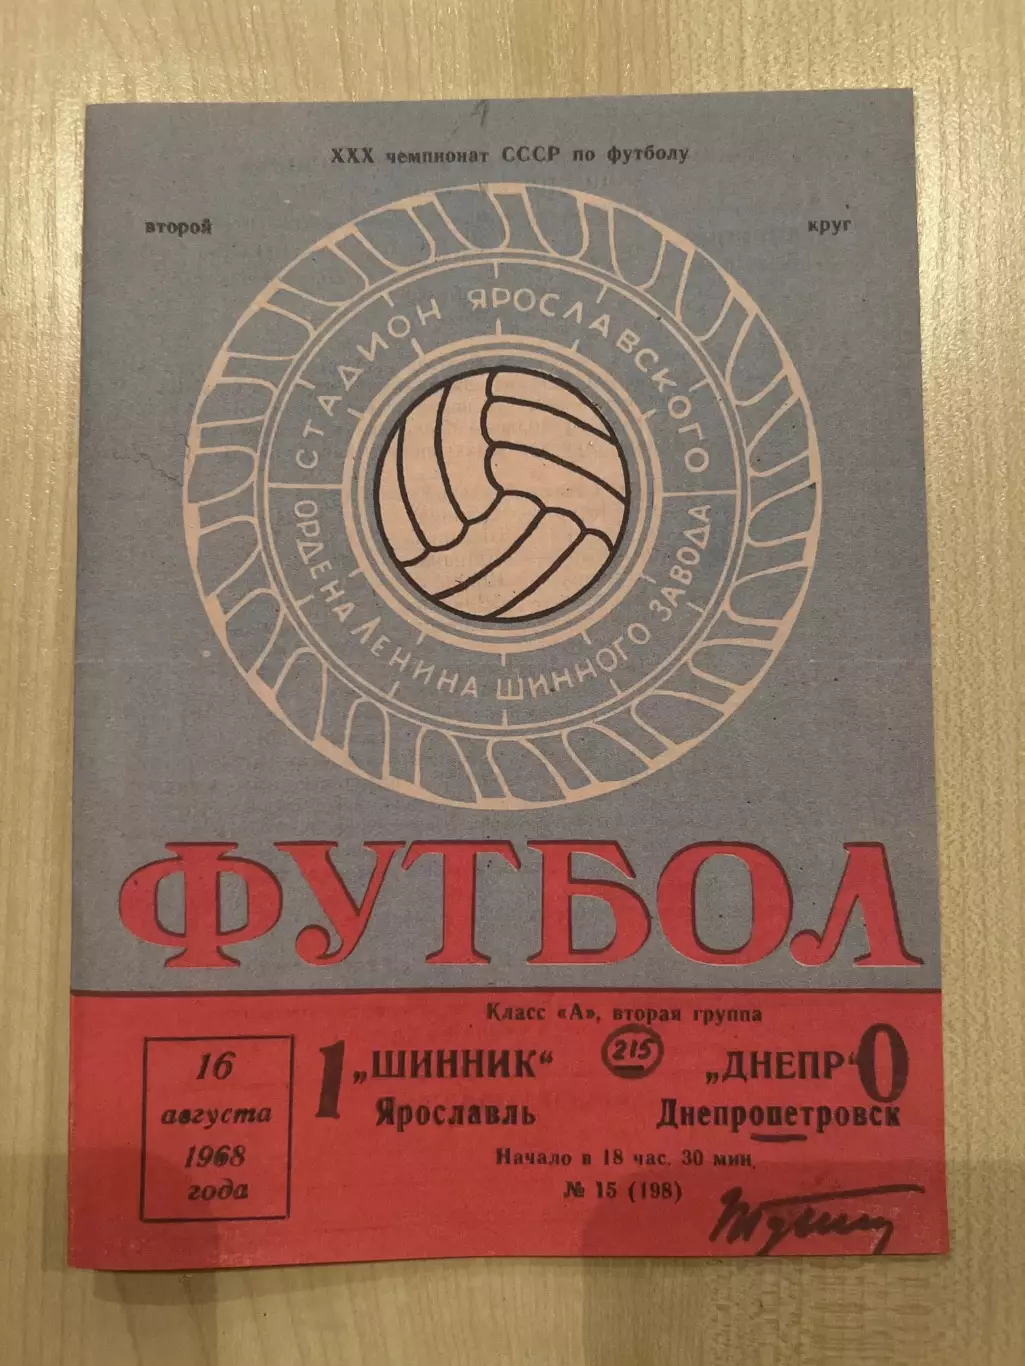 XXX чемпионат СССР по футболу
второй круг
СТАДИОН ЯРОСЛАВСКОГО
ОРДЕНА ЛЕНИНА ШИННОГО ЗАВОДА
ФУТБОЛ
Класс «А», вторая группа
16 августа 1968 года
1 „ШИННИК“ 215 „ДНЕПР“ 0
Ярославль Днепропетровск
Начало в 18 час. 30 мин.
№ 15 (198)